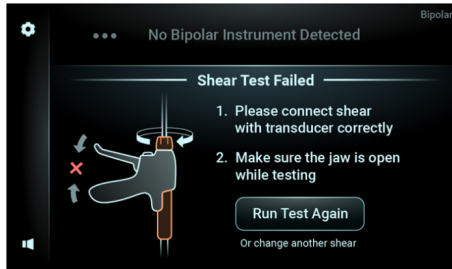 Bipolar
No Bipolar Instrument Detected
Shear Test Failed
1. Please connect shear
with transducer correctly
2. Make sure the jaw is open
while testing
Run Test Again
Or change another shear